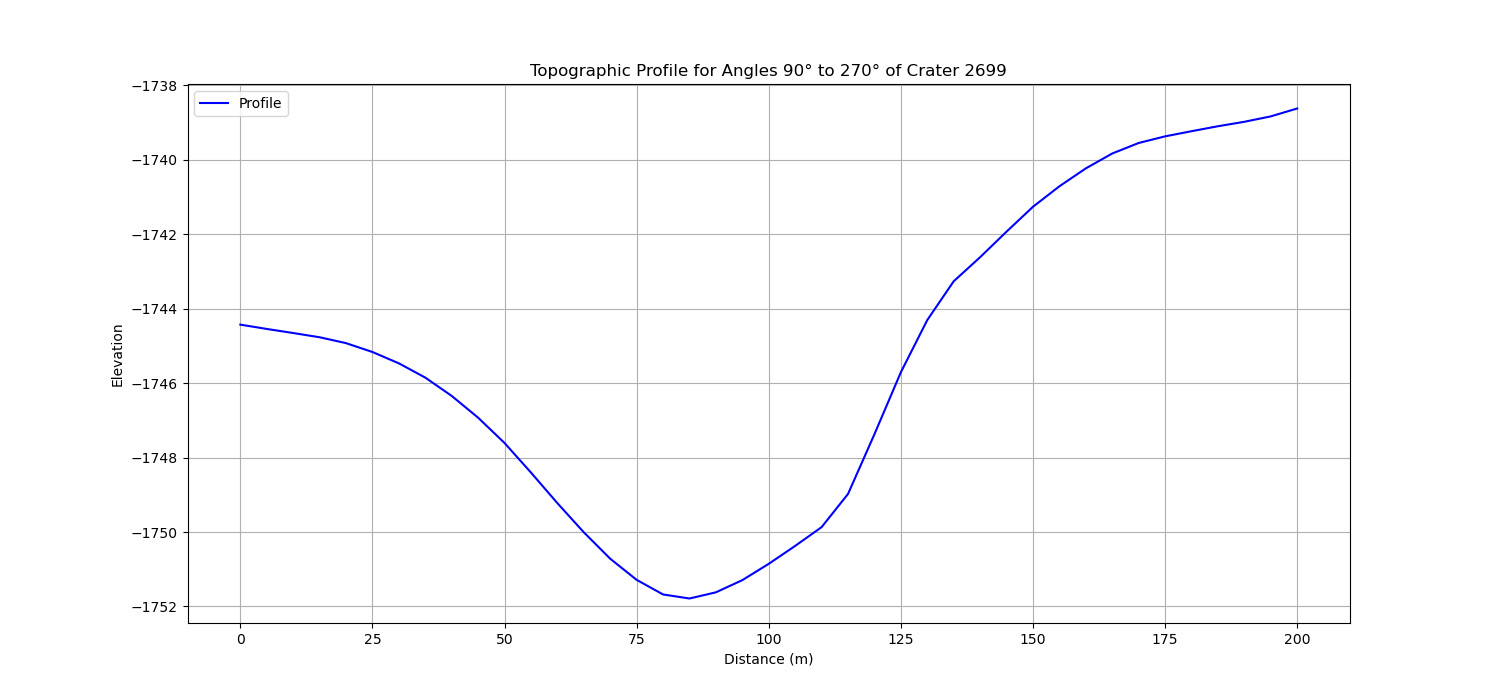 Topographic Profile for Angles 90° to 270° of Crater 2699
Profile
−1738
−1740
−1742
−1744
−1746
−1748
−1750
−1752
Elevation
0 25 50 75 100 125 150 175 200
Distance (m)